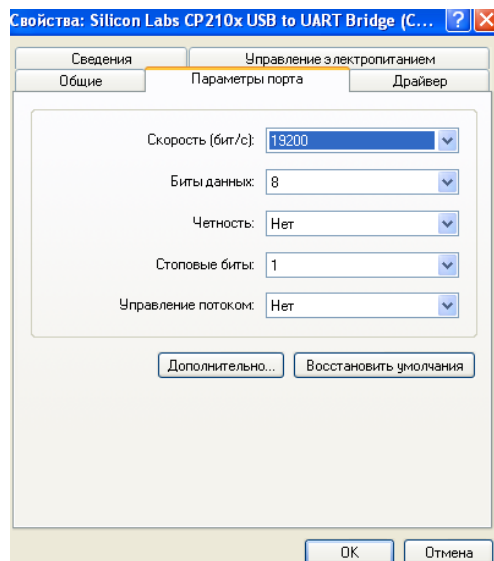 Свойства: Silicon Labs CP210x USB to UART Bridge (C...
Сведения Управление электропитанием
Общие Параметры порта Драйвер
Скорость (бит/с): 19200
Биты данных: 8
Четность: Нет
Стоповые биты: 1
Управление потоком: Нет
Дополнительно... Восстановить умолчания
OK Отмена